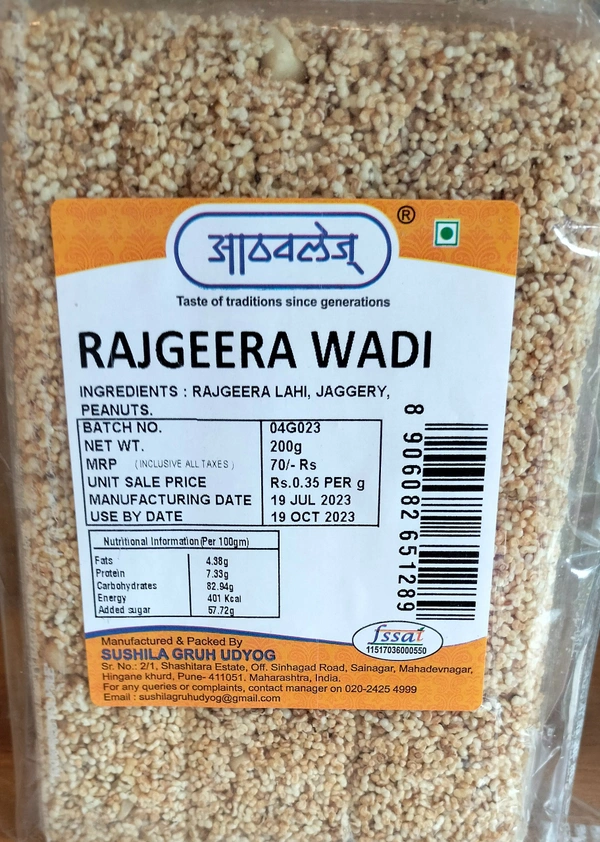 आठवलेज्
®
Taste of traditions since generations
RAJGEERA WADI
INGREDIENTS : RAJGEERA LAHI, JAGGERY,
PEANUTS.
BATCH NO. 04G023
NET WT. 200g
MRP (INCLUSIVE ALL TAXES) 70/- Rs
UNIT SALE PRICE Rs.0.35 PER g
MANUFACTURING DATE 19 JUL 2023
USE BY DATE 19 OCT 2023
8 906082 651289
Nutritional Information (Per 100gm)
Fats 4.38g
Protein 7.33g
Carbohydrates 82.94g
Energy 401 Kcal
Added sugar 57.72g
fssai
11517036000550
Manufactured & Packed By
SUSHILA GRUH UDYOG
Sr. No.: 2/1, Shashitara Estate, Off. Sinhagad Road, Sainagar, Mahadevnagar,
Hingane khurd, Pune- 411051. Maharashtra, India.
For any queries or complaints, contact manager on 020-2425 4999
Email : sushilagruhudyog@gmail.com